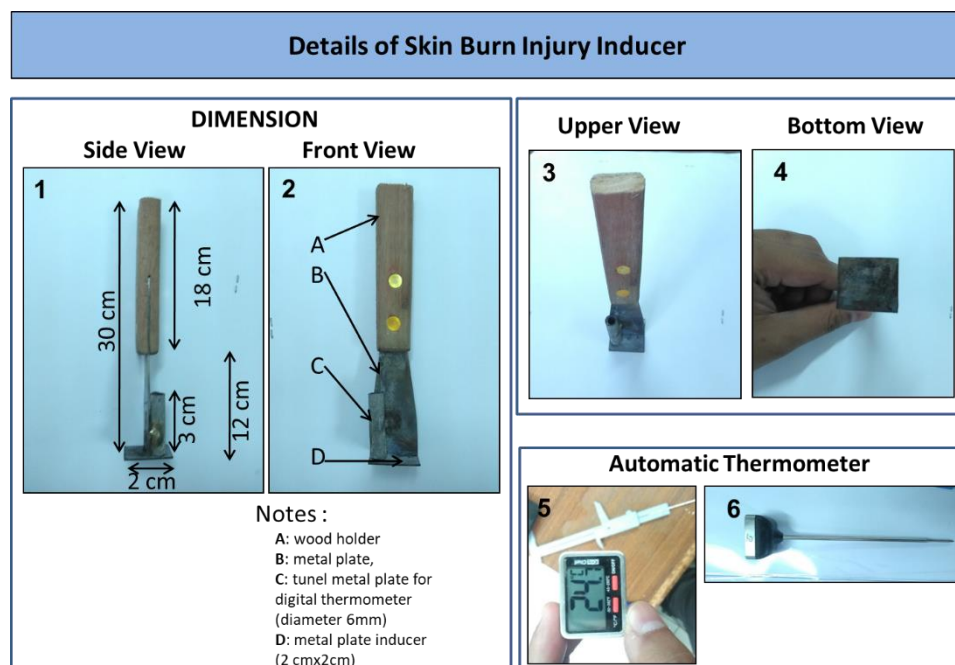 Details of Skin Burn Injury Inducer
DIMENSION
Side View
Front View
1
30 cm
18 cm
12 cm
3 cm
2 cm
2
A
B
C
D
Notes :
A: wood holder
B: metal plate,
C: tunel metal plate for
digital thermometer
(diameter 6mm)
D: metal plate inducer
(2 cmx2cm)
Upper View
Bottom View
3
4
Automatic Thermometer
5
6